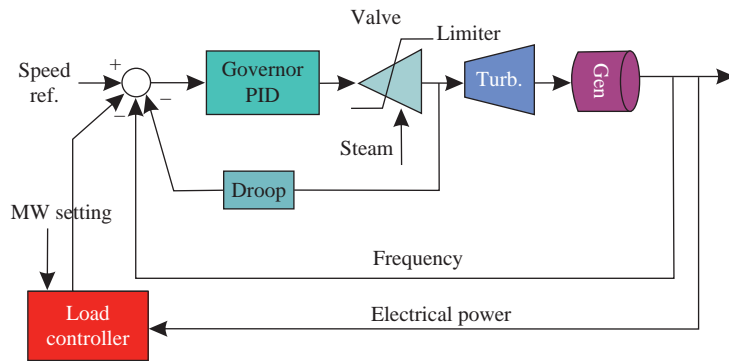 Valve
Limiter
+
Speed
ref.
−
−
Governor
PID
Turb.
Gen
Steam
Droop
MW setting
Frequency
Load
controller
Electrical power